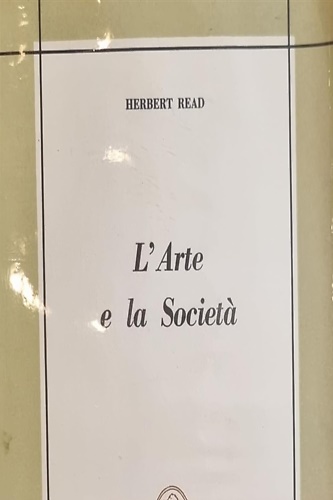 HERBERT READ
L'Arte
e la Società